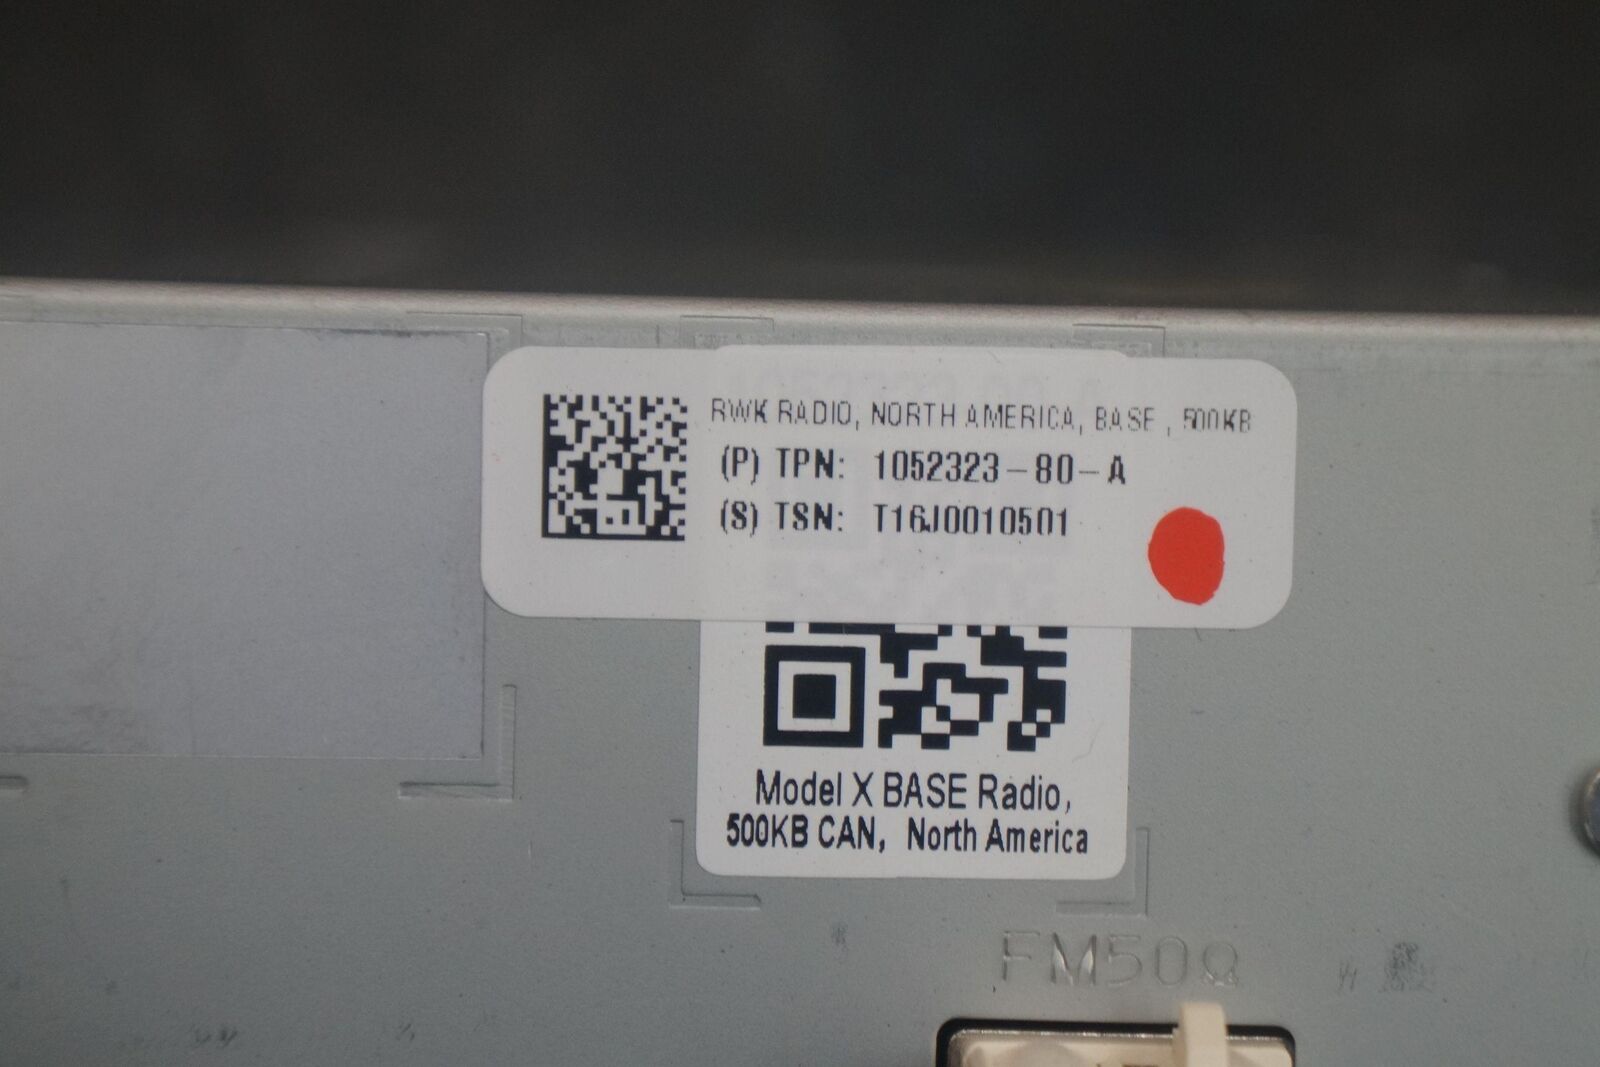 RWK RADIO, NORTH AMERICA, BASE , 500KB
(P) TPN: 1052323-80-A
(S) TSN: T16J0010501
Model X BASE Radio,
500KB CAN, North America
FM50Ω